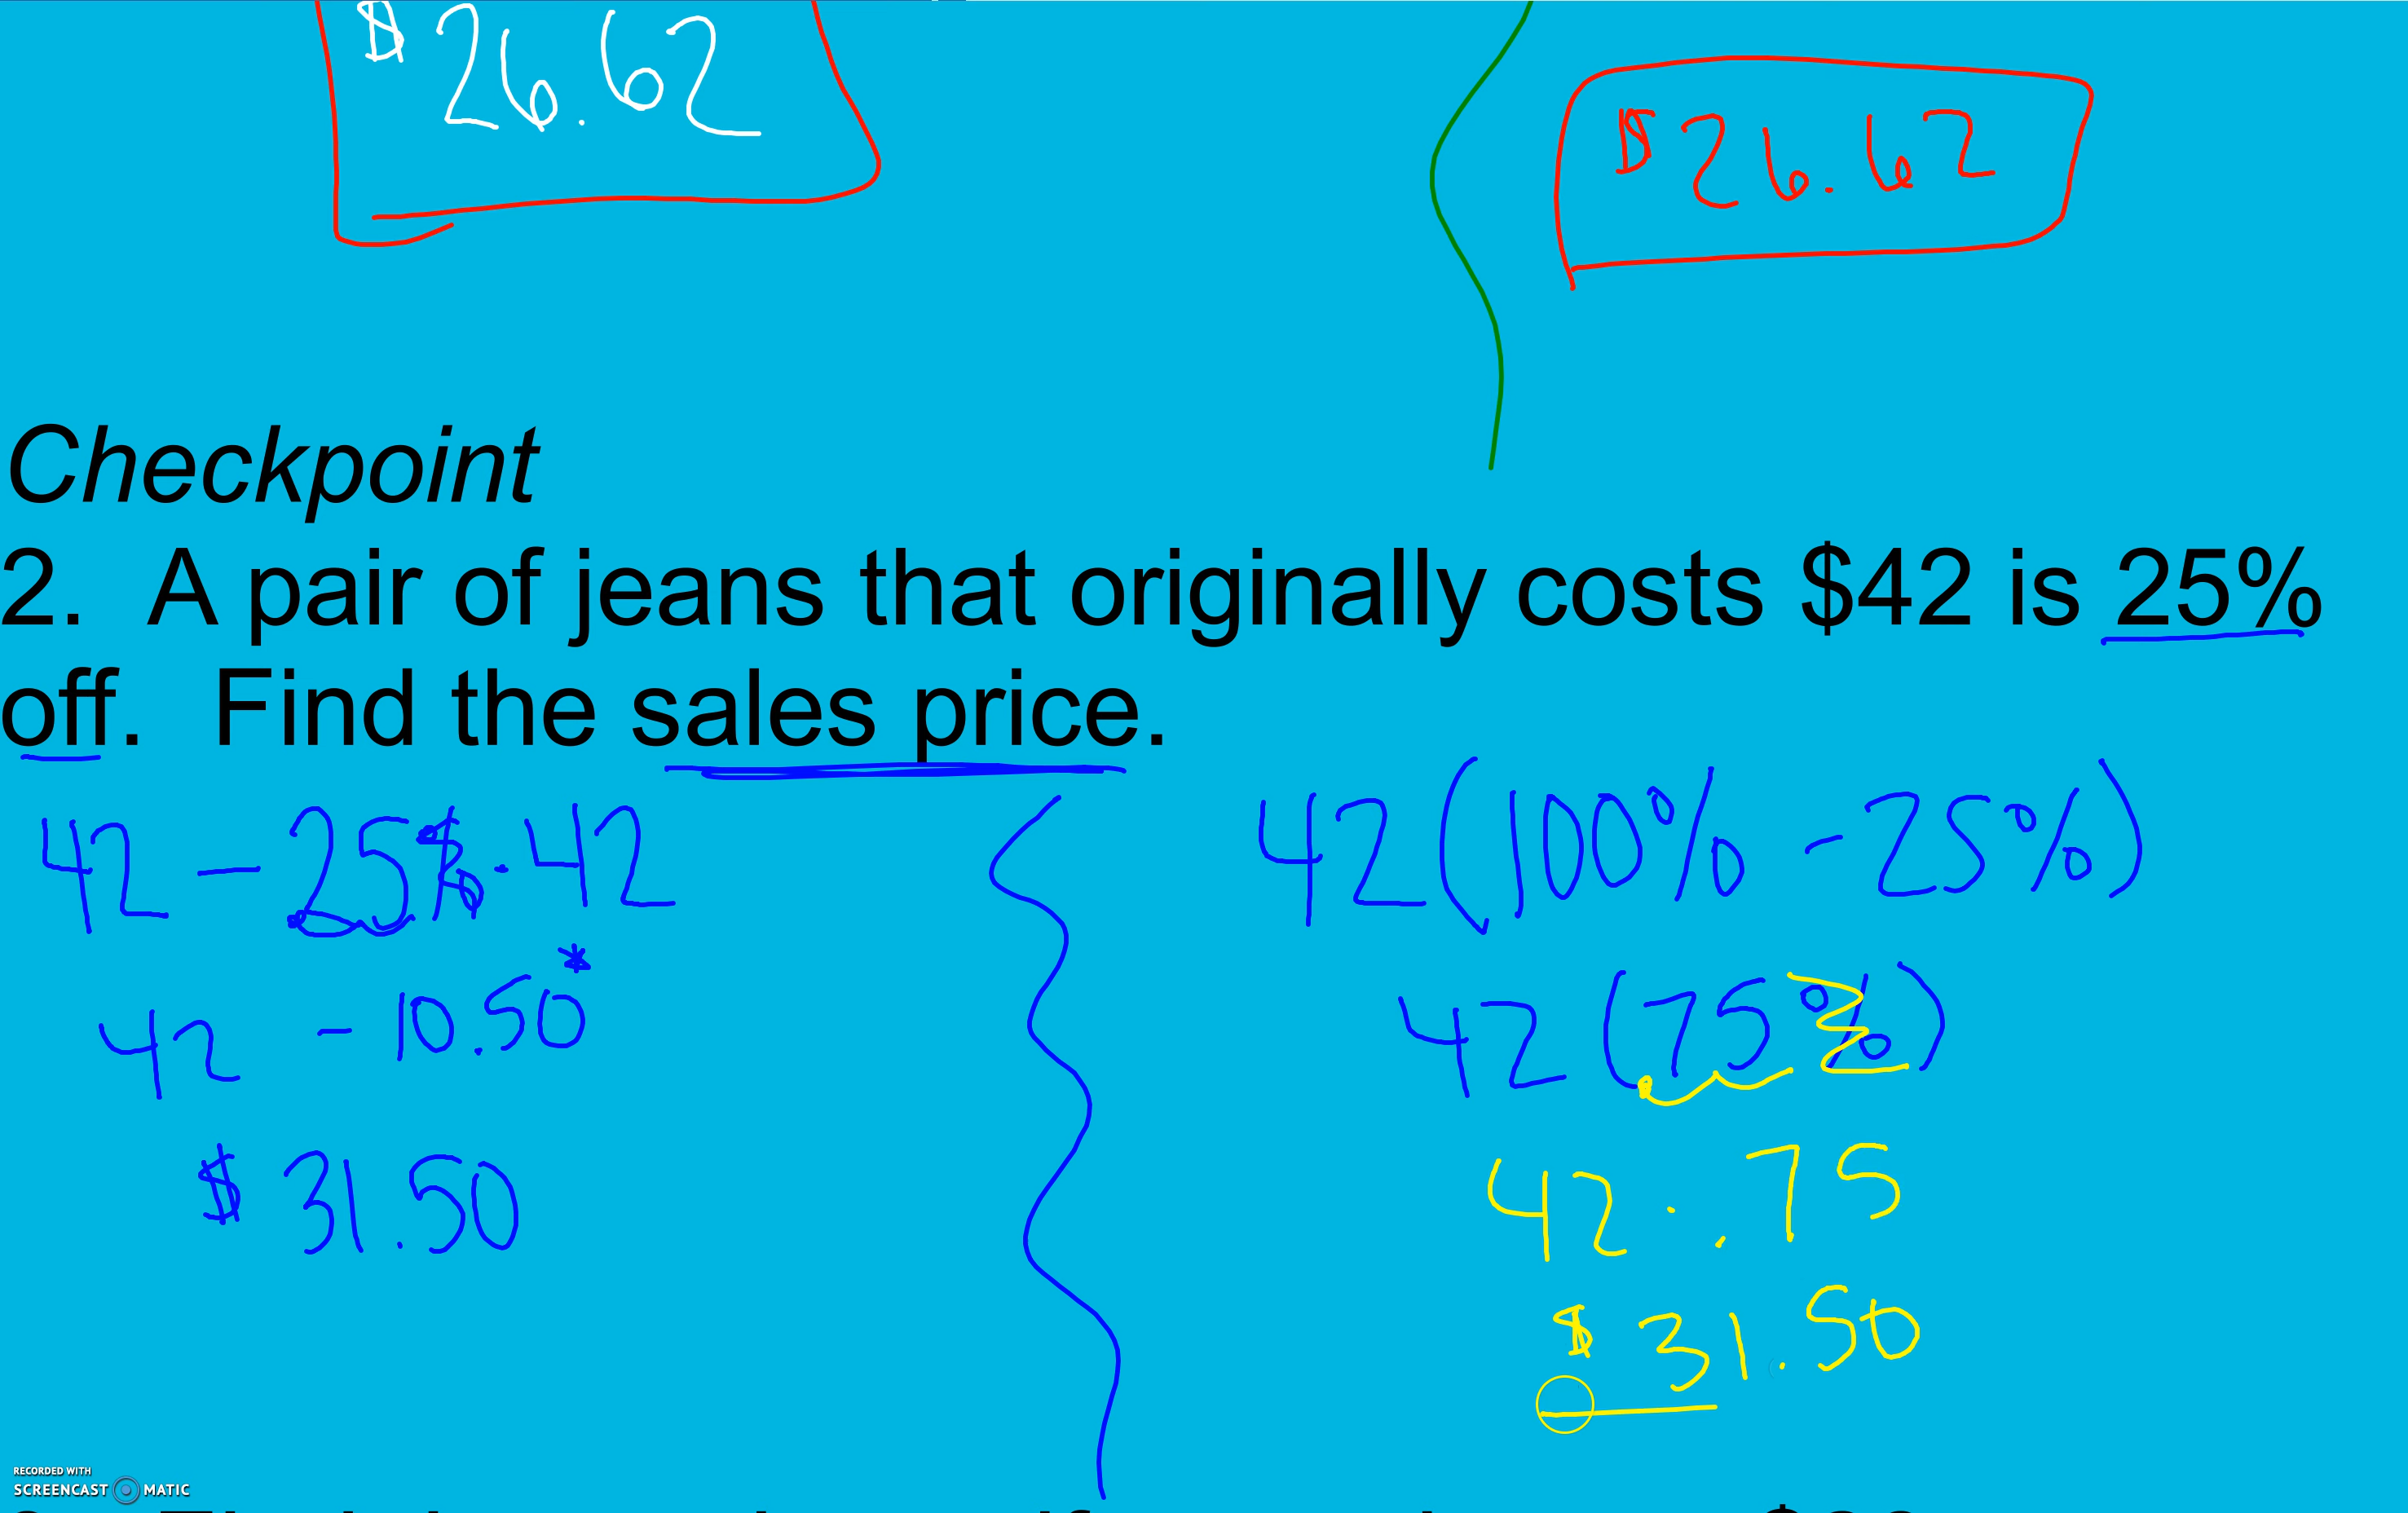 $26.62
$26.62
Checkpoint
2. A pair of jeans that originally costs $42 is 25%
off. Find the sales price.
42 - 25% · 42
42 - 10.50*
$31.50
42(100% - 25%)
42(75%)
42 · .75
$31.50
RECORDED WITH
SCREENCAST MATIC